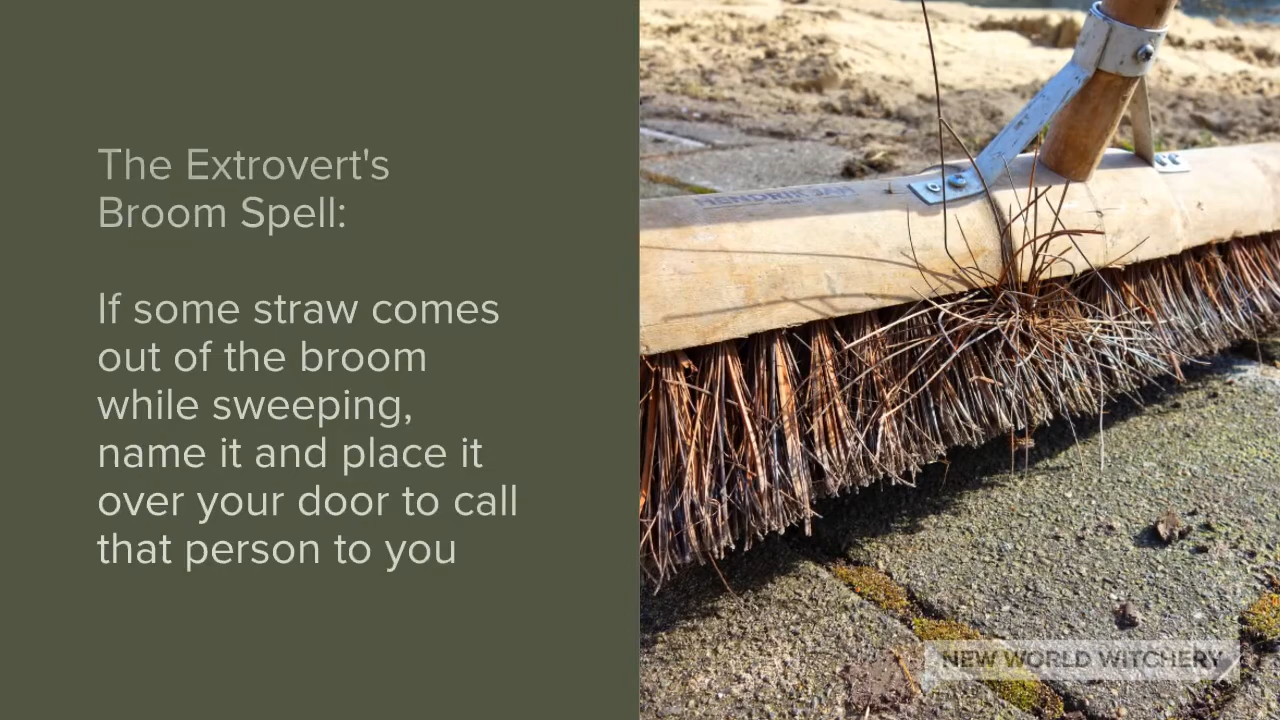 The Extrovert's
Broom Spell:
If some straw comes
out of the broom
while sweeping,
name it and place it
over your door to call
that person to you
NEW WORLD WITCHERY